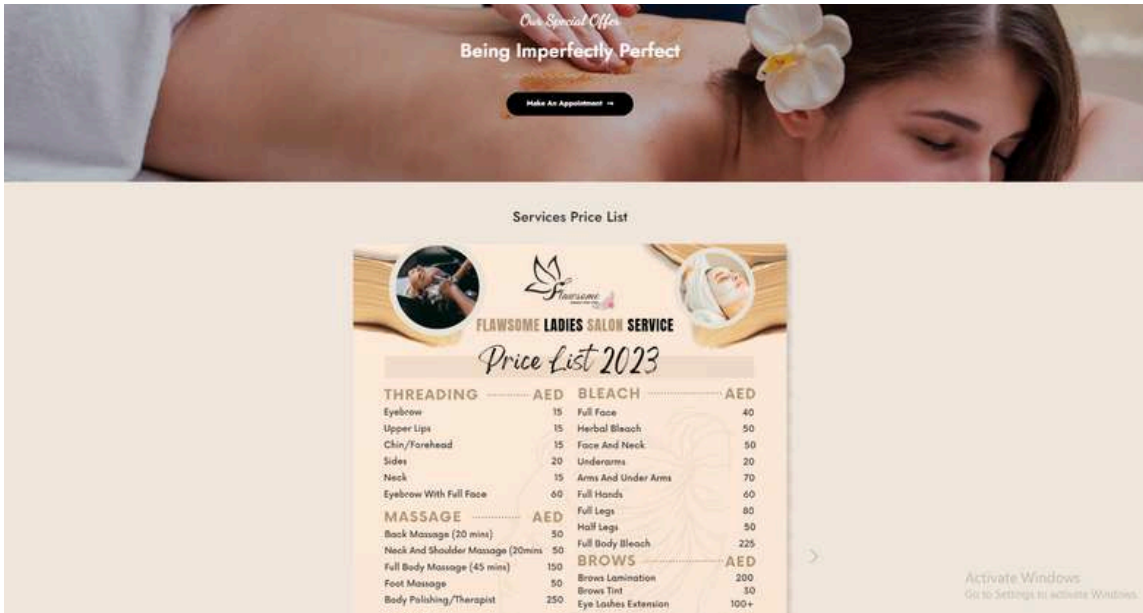 Our Special Offer
Being Imperfectly Perfect
Make An Appointment →
Services Price List
Flawsome
FLAWSOME LADIES SALON SERVICE
Price List 2023
THREADING AED
Eyebrow 15
Upper Lips 15
Chin/Forehead 15
Sides 20
Neck 15
Eyebrow With Full Face 60
MASSAGE AED
Back Massage (20 mins) 50
Neck And Shoulder Massage (20mins 50
Full Body Massage (45 mins) 150
Foot Massage 50
Body Polishing/Therapist 250
BLEACH AED
Full Face 40
Herbal Bleach 50
Face And Neck 50
Underarms 20
Arms And Under Arms 70
Full Hands 60
Full Legs 80
Half Legs 50
Full Body Bleach 225
BROWS AED
Brows Lamination 200
Brows Tint 30
Eye Lashes Extension 100+
Activate Windows
Go to Settings to activate Windows.